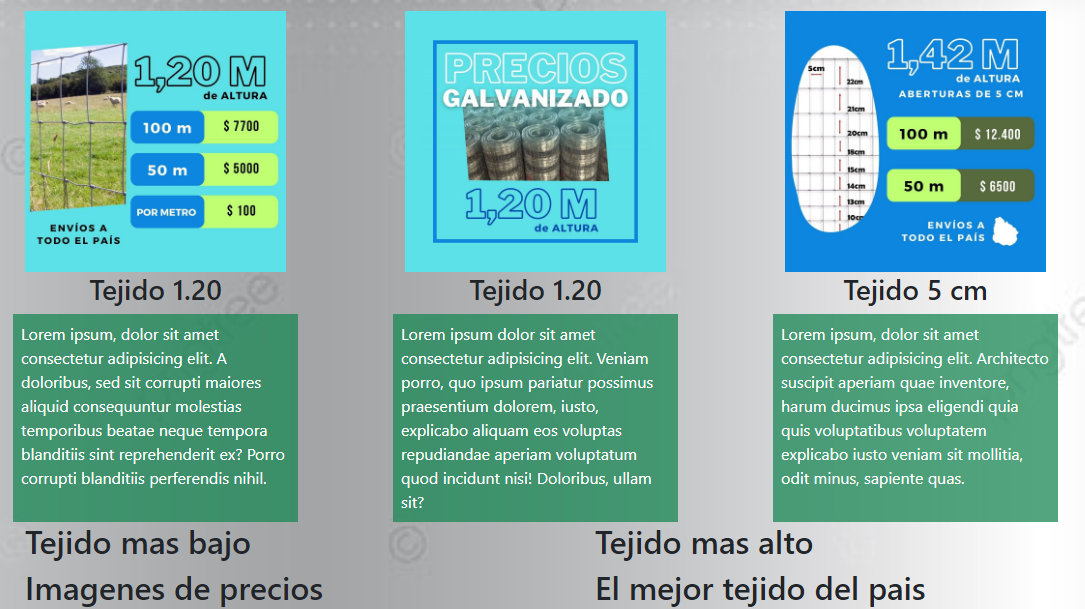 1,20 M
de ALTURA
100 m $ 7700
50 m $ 5000
POR METRO $ 100
ENVÍOS A
TODO EL PAÍS
PRECIOS
GALVANIZADO
1,20 M
de ALTURA
1,42 M
de ALTURA
ABERTURAS DE 5 CM
5cm
22cm
21cm
20cm
18cm
15cm
14cm
13cm
10cm
100 m $ 12.400
50 m $ 6500
ENVÍOS A
TODO EL PAÍS
Tejido 1.20
Tejido 1.20
Tejido 5 cm
Lorem ipsum, dolor sit amet
consectetur adipisicing elit. A
doloribus, sed sit corrupti maiores
aliquid consequuntur molestias
temporibus beatae neque tempora
blanditiis sint reprehenderit ex? Porro
corrupti blanditiis perferendis nihil.
Lorem ipsum, dolor sit amet
consectetur adipisicing elit. Veniam
porro, quo ipsum pariatur possimus
praesentium dolorem, iusto,
explicabo aliquam eos voluptas
repudiandae aperiam voluptatum
quod incidunt nisi! Doloribus, ullam
sit?
Lorem ipsum, dolor sit amet
consectetur adipisicing elit. Architecto
suscipit aperiam quae inventore,
harum ducimus ipsa eligendi quia
quis voluptatibus voluptatem
explicabo iusto veniam sit mollitia,
odit minus, sapiente quas.
Tejido mas bajo
Tejido mas alto
Imagenes de precios
El mejor tejido del pais